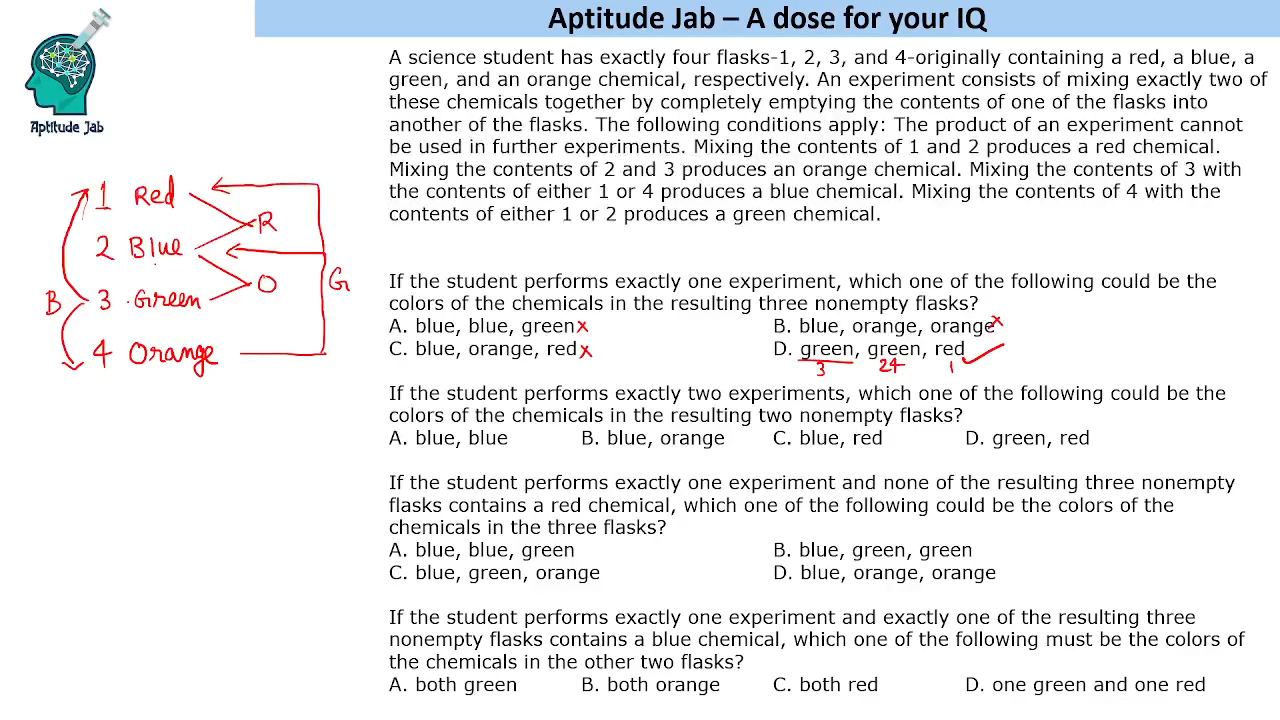 Aptitude Jab – A dose for your IQ
Aptitude Jab
A science student has exactly four flasks-1, 2, 3, and 4-originally containing a red, a blue, a
green, and an orange chemical, respectively. An experiment consists of mixing exactly two of
these chemicals together by completely emptying the contents of one of the flasks into
another of the flasks. The following conditions apply: The product of an experiment cannot
be used in further experiments. Mixing the contents of 1 and 2 produces a red chemical.
Mixing the contents of 2 and 3 produces an orange chemical. Mixing the contents of 3 with
the contents of either 1 or 4 produces a blue chemical. Mixing the contents of 4 with the
contents of either 1 or 2 produces a green chemical.
1 Red
R
2 Blue
O
G
B
3 Green
4 Orange
If the student performs exactly one experiment, which one of the following could be the
colors of the chemicals in the resulting three nonempty flasks?
A. blue, blue, green x
B. blue, orange, orange x
C. blue, orange, red x
D. green, green, red
3 24 1
If the student performs exactly two experiments, which one of the following could be the
colors of the chemicals in the resulting two nonempty flasks?
A. blue, blue B. blue, orange C. blue, red D. green, red
If the student performs exactly one experiment and none of the resulting three nonempty
flasks contains a red chemical, which one of the following could be the colors of the
chemicals in the three flasks?
A. blue, blue, green B. blue, green, green
C. blue, green, orange D. blue, orange, orange
If the student performs exactly one experiment and exactly one of the resulting three
nonempty flasks contains a blue chemical, which one of the following must be the colors of
the chemicals in the other two flasks?
A. both green B. both orange C. both red D. one green and one red